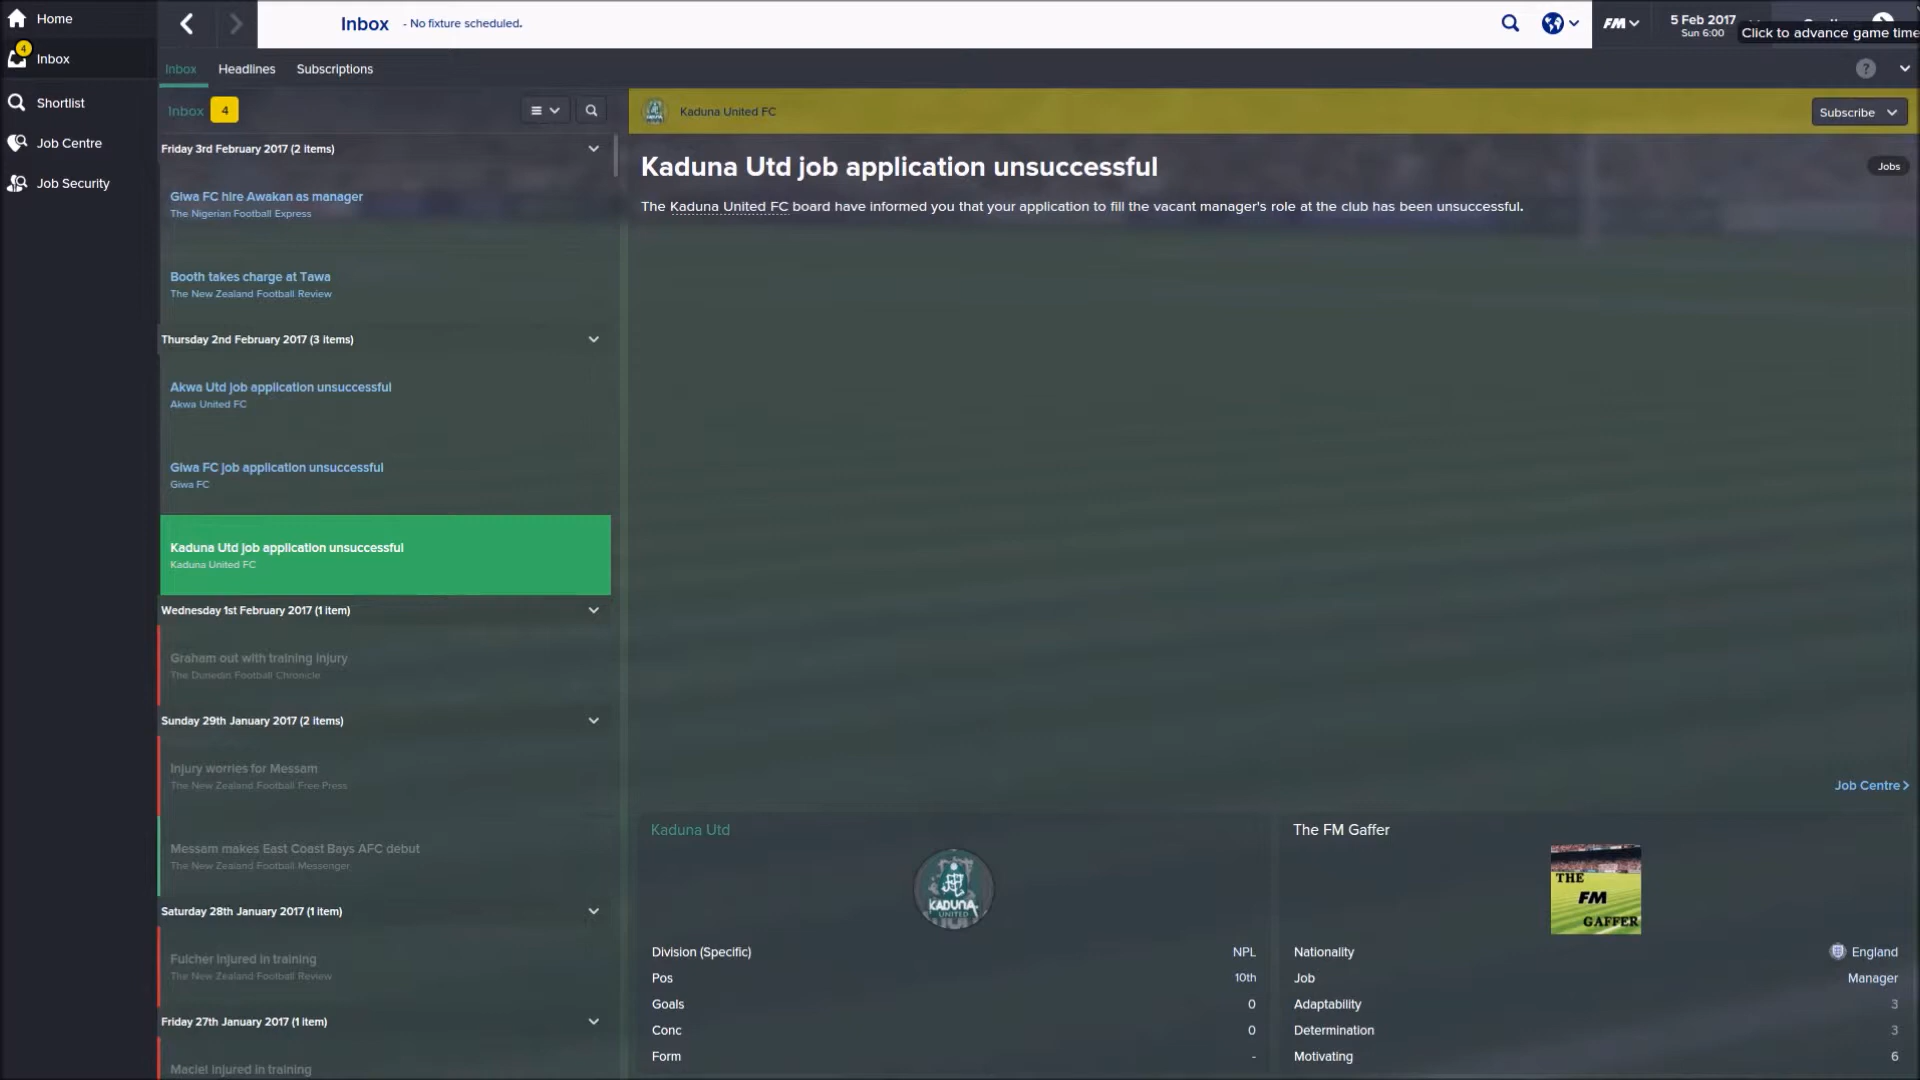 Home
Inbox
4
Shortlist
Job Centre
Job Security
Inbox - No fixture scheduled.
FM
5 Feb 2017
Sun 6:00
Click to advance game time
Inbox Headlines Subscriptions
?
Inbox 4
Friday 3rd February 2017 (2 items)
Giwa FC hire Awakan as manager
The Nigerian Football Express
Booth takes charge at Tawa
The New Zealand Football Review
Thursday 2nd February 2017 (3 items)
Akwa Utd job application unsuccessful
Akwa United FC
Giwa FC job application unsuccessful
Giwa FC
Kaduna Utd job application unsuccessful
Kaduna United FC
Wednesday 1st February 2017 (1 item)
Graham out with training injury
The Dunedin Football Chronicle
Sunday 29th January 2017 (2 items)
Injury worries for Messam
The New Zealand Football Free Press
Messam makes East Coast Bays AFC debut
The New Zealand Football Messenger
Saturday 28th January 2017 (1 item)
Fulcher injured in training
The New Zealand Football Review
Friday 27th January 2017 (1 item)
Maciel injured in training
Kaduna United FC
Subscribe
Kaduna Utd job application unsuccessful
Jobs
The Kaduna United FC board have informed you that your application to fill the vacant manager's role at the club has been unsuccessful.
Job Centre
Kaduna Utd
KADUNA
UNITED
Division (Specific) NPL
Pos 10th
Goals 0
Conc 0
Form -
The FM Gaffer
THE
FM
GAFFER
Nationality England
Job Manager
Adaptability 3
Determination 3
Motivating 6